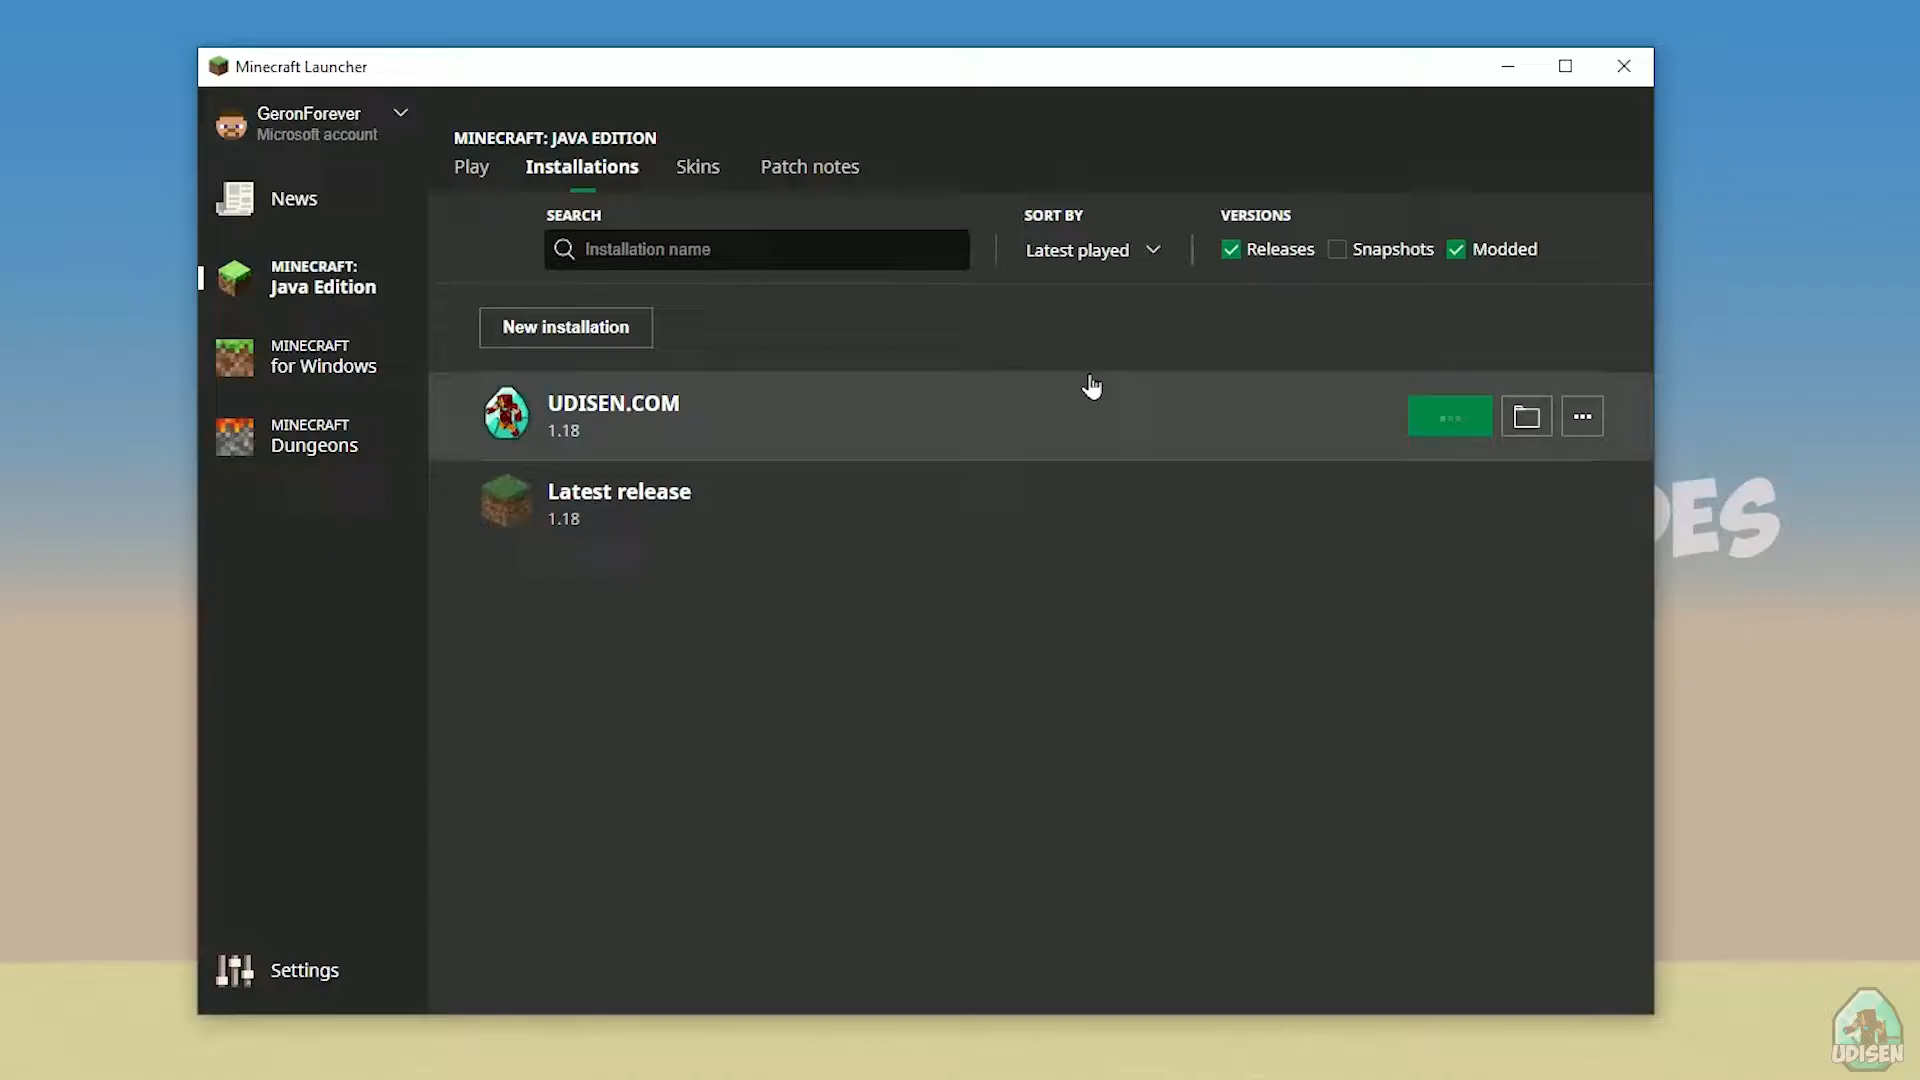 Minecraft Launcher
GeronForever
Microsoft account
News
MINECRAFT:
Java Edition
MINECRAFT
for Windows
MINECRAFT
Dungeons
Settings
MINECRAFT: JAVA EDITION
Play Installations Skins Patch notes
SEARCH SORT BY VERSIONS
Installation name Latest played Releases Snapshots Modded
New installation
UDISEN.COM
1.18
Latest release
1.18
DES
UDISEN